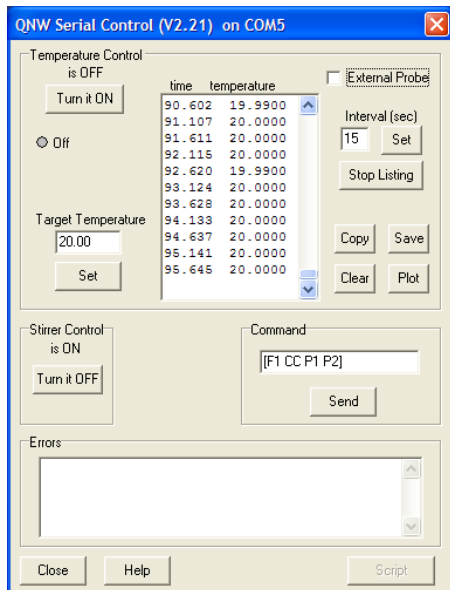 QNW Serial Control (V2.21) on COM5
Temperature Control
is OFF
Turn it ON
Off
Target Temperature
20.00
Set
time temperature
90.602 19.9900
91.107 20.0000
91.611 20.0000
92.115 20.0000
92.620 19.9900
93.124 20.0000
93.628 20.0000
94.133 20.0000
94.637 20.0000
95.141 20.0000
95.645 20.0000
External Probe
Interval (sec)
15 Set
Stop Listing
Copy Save
Clear Plot
Stirrer Control
is ON
Turn it OFF
Command
[F1 CC P1 P2]
Send
Errors
Close Help Script